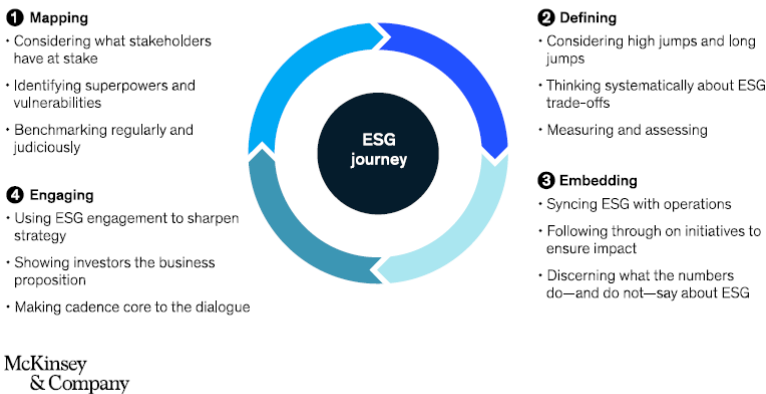 1 Mapping
· Considering what stakeholders
have at stake
· Identifying superpowers and
vulnerabilities
· Benchmarking regularly and
judiciously
2 Defining
· Considering high jumps and long
jumps
· Thinking systematically about ESG
trade-offs
· Measuring and assessing
ESG
journey
3 Embedding
· Syncing ESG with operations
· Following through on initiatives to
ensure impact
· Discerning what the numbers
do—and do not—say about ESG
4 Engaging
· Using ESG engagement to sharpen
strategy
· Showing investors the business
proposition
· Making cadence core to the dialogue
McKinsey
& Company